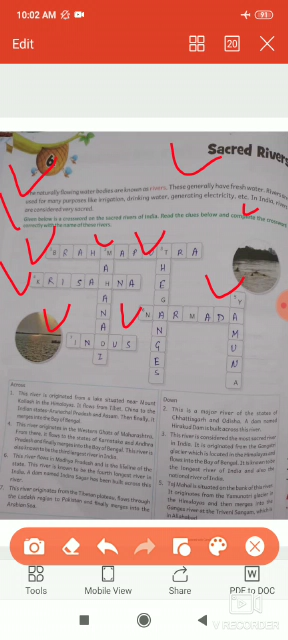 10:02 AM
91
Edit
20
6
Sacred Rivers
The naturally flowing water bodies are known as rivers. These generally have fresh water. Rivers
used for many purposes like irrigation, drinking water, generating electricity, etc. In India, rivers
are considered very sacred.
Given below is a crossword on the sacred rivers of India. Read the clues below and complete the crossword
correctly with the name of these rivers.
B R A H M A P U T R A
K R I S A H N A
N A R M A D A
I N D U S
Across
1. This river is originated from a lake situated near Mount
Kailash in the Himalayas. It flows from Tibet, China to the
Indian states Arunachal Pradesh and Assam. Then finally, it
merges into the Bay of Bengal.
4. This river originates in the Western Ghats of Maharashtra.
From there, it flows to the states of Karnataka and Andhra
Pradesh and finally merges into the Bay of Bengal. This river is
also known to be the third longest river in India.
6. This river flows in Madhya Pradesh and is the lifeline of the
state. This river is known to be the fourth longest river in
India. A dam named Indira Sagar has been built across this
river.
7. This river originates from the Tibetan plateau, flows through
the Ladakh region to Pakistan and finally merges into the
Arabian Sea.
Down
2. This is a major river of the states of
Chhattisgarh and Odisha. A dam named
Hirakud Dam is built across this river.
3. This river is considered the most sacred river
in India. It is originated from the Gangotri
glacier which is located in the Himalayas and
flows into the Bay of Bengal. It is known to be
the longest river of India and also the
national river of India.
5. Taj Mahal is situated on the bank of this river.
It originates from the Yamunotri glacier in
the Himalayas and then merges into the
Ganges river at the Triveni Sangam, which is
in Allahabad.
Tools
Mobile View
Share
PDF to DOC
V RECORDER